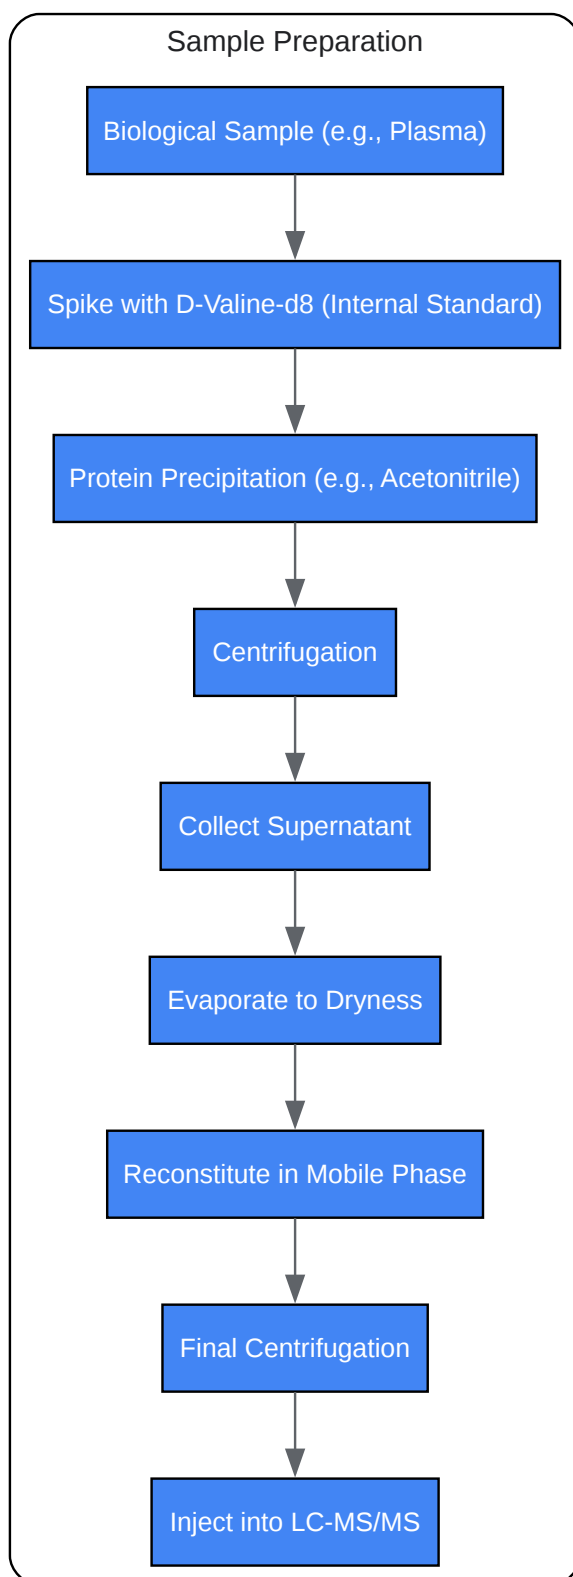 Sample Preparation
Biological Sample (e.g., Plasma)
Spike with D-Valine-d8 (Internal Standard)
Protein Precipitation (e.g., Acetonitrile)
Centrifugation
Collect Supernatant
Evaporate to Dryness
Reconstitute in Mobile Phase
Final Centrifugation
Inject into LC-MS/MS